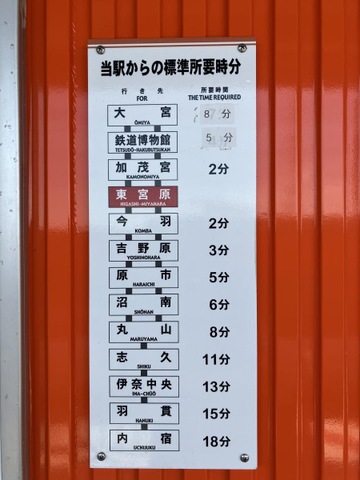 当駅からの標準所要時分
行き先 所要時間
FOR THE TIME REQUIRED
大宮 8分
ŌMIYA
鉄道博物館 5分
TETSUDŌ-HAKUBUTSUKAN
加茂宮 2分
KAMONOMIYA
東宮原
HIGASHI-MIYAHARA
今羽 2分
KOMBA
吉野原 3分
YOSHINOHARA
原市 5分
HARAICHI
沼南 6分
SHŌNAN
丸山 8分
MARUYAMA
志久 11分
SHIKU
伊奈中央 13分
INA-CHŪŌ
羽貫 15分
HANUKI
内宿 18分
UCHIJUKU